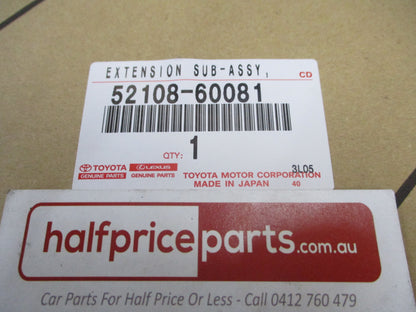 EXTENSION SUB-ASSY,
CD
52108-60081
QTY: 1
3L05
TOYOTA LEXUS
GENUINE PARTS GENUINE PARTS
TOYOTA MOTOR CORPORATION
MADE IN JAPAN 40
halfpriceparts.com.au
Car Parts For Half Price Or Less - Call 0412 760 479